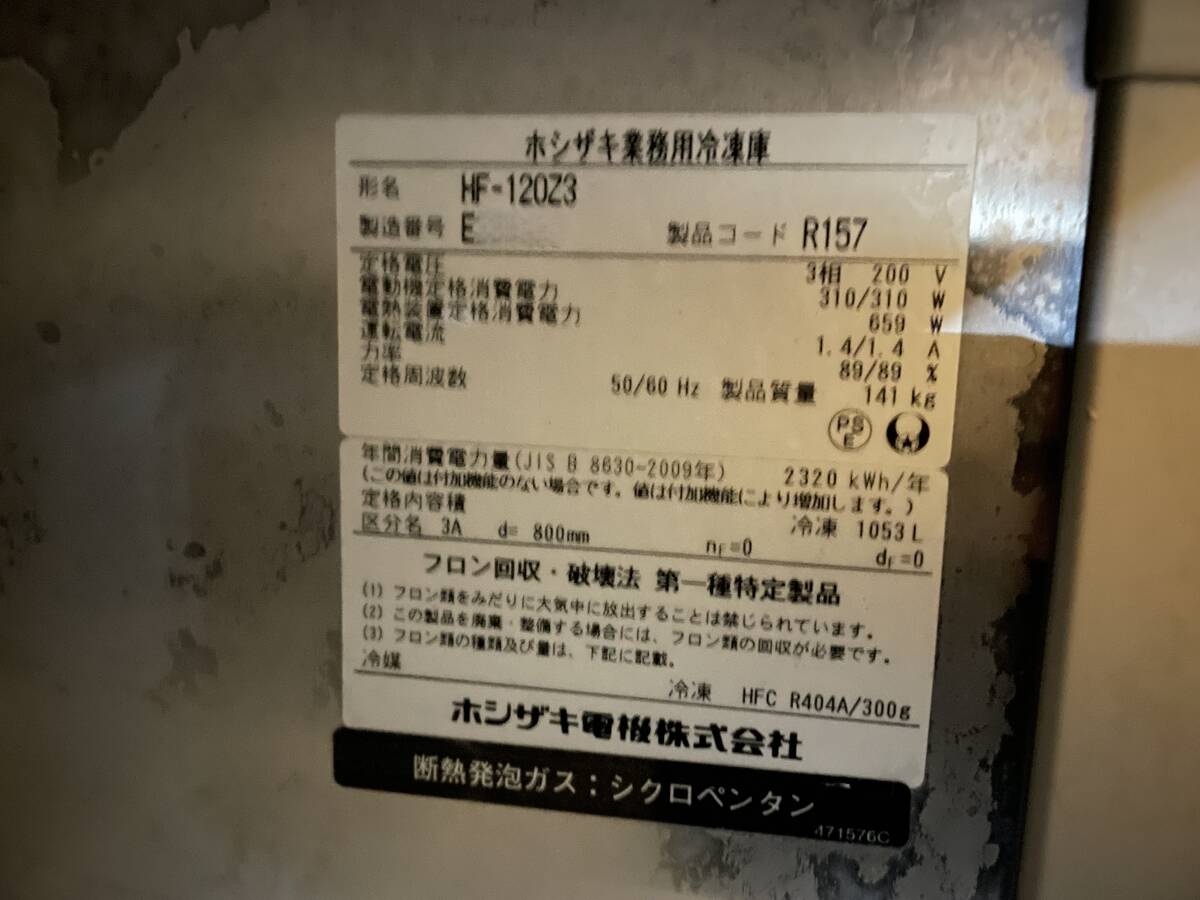 ホシザキ業務用冷凍庫
形名 HF-120Z3
製造番号 E 製品コード R157
定格電圧 3相 200 V
電動機定格消費電力 310/310 W
電熱装置定格消費電力 659 W
運転電流 1.4/1.4 A
力率 89/89 %
定格周波数 50/60 Hz 製品質量 141 kg
PS E
年間消費電力量(JIS B 8630-2009年) 2320 kWh/年
(この値は付加機能のない場合です。値は付加機能により増加します。)
定格内容積 冷凍 1053 L
区分名 3A d= 800mm nF=0 dF=0
フロン回収・破壊法 第一種特定製品
(1) フロン類をみだりに大気中に放出することは禁じられています。
(2) この製品を廃棄・整備する場合には、フロン類の回収が必要です。
(3) フロン類の種類及び量は、下記に記載。
冷媒
冷凍 HFC R404A/300g
ホシザキ電機株式会社
断熱発泡ガス:シクロペンタン
471576C